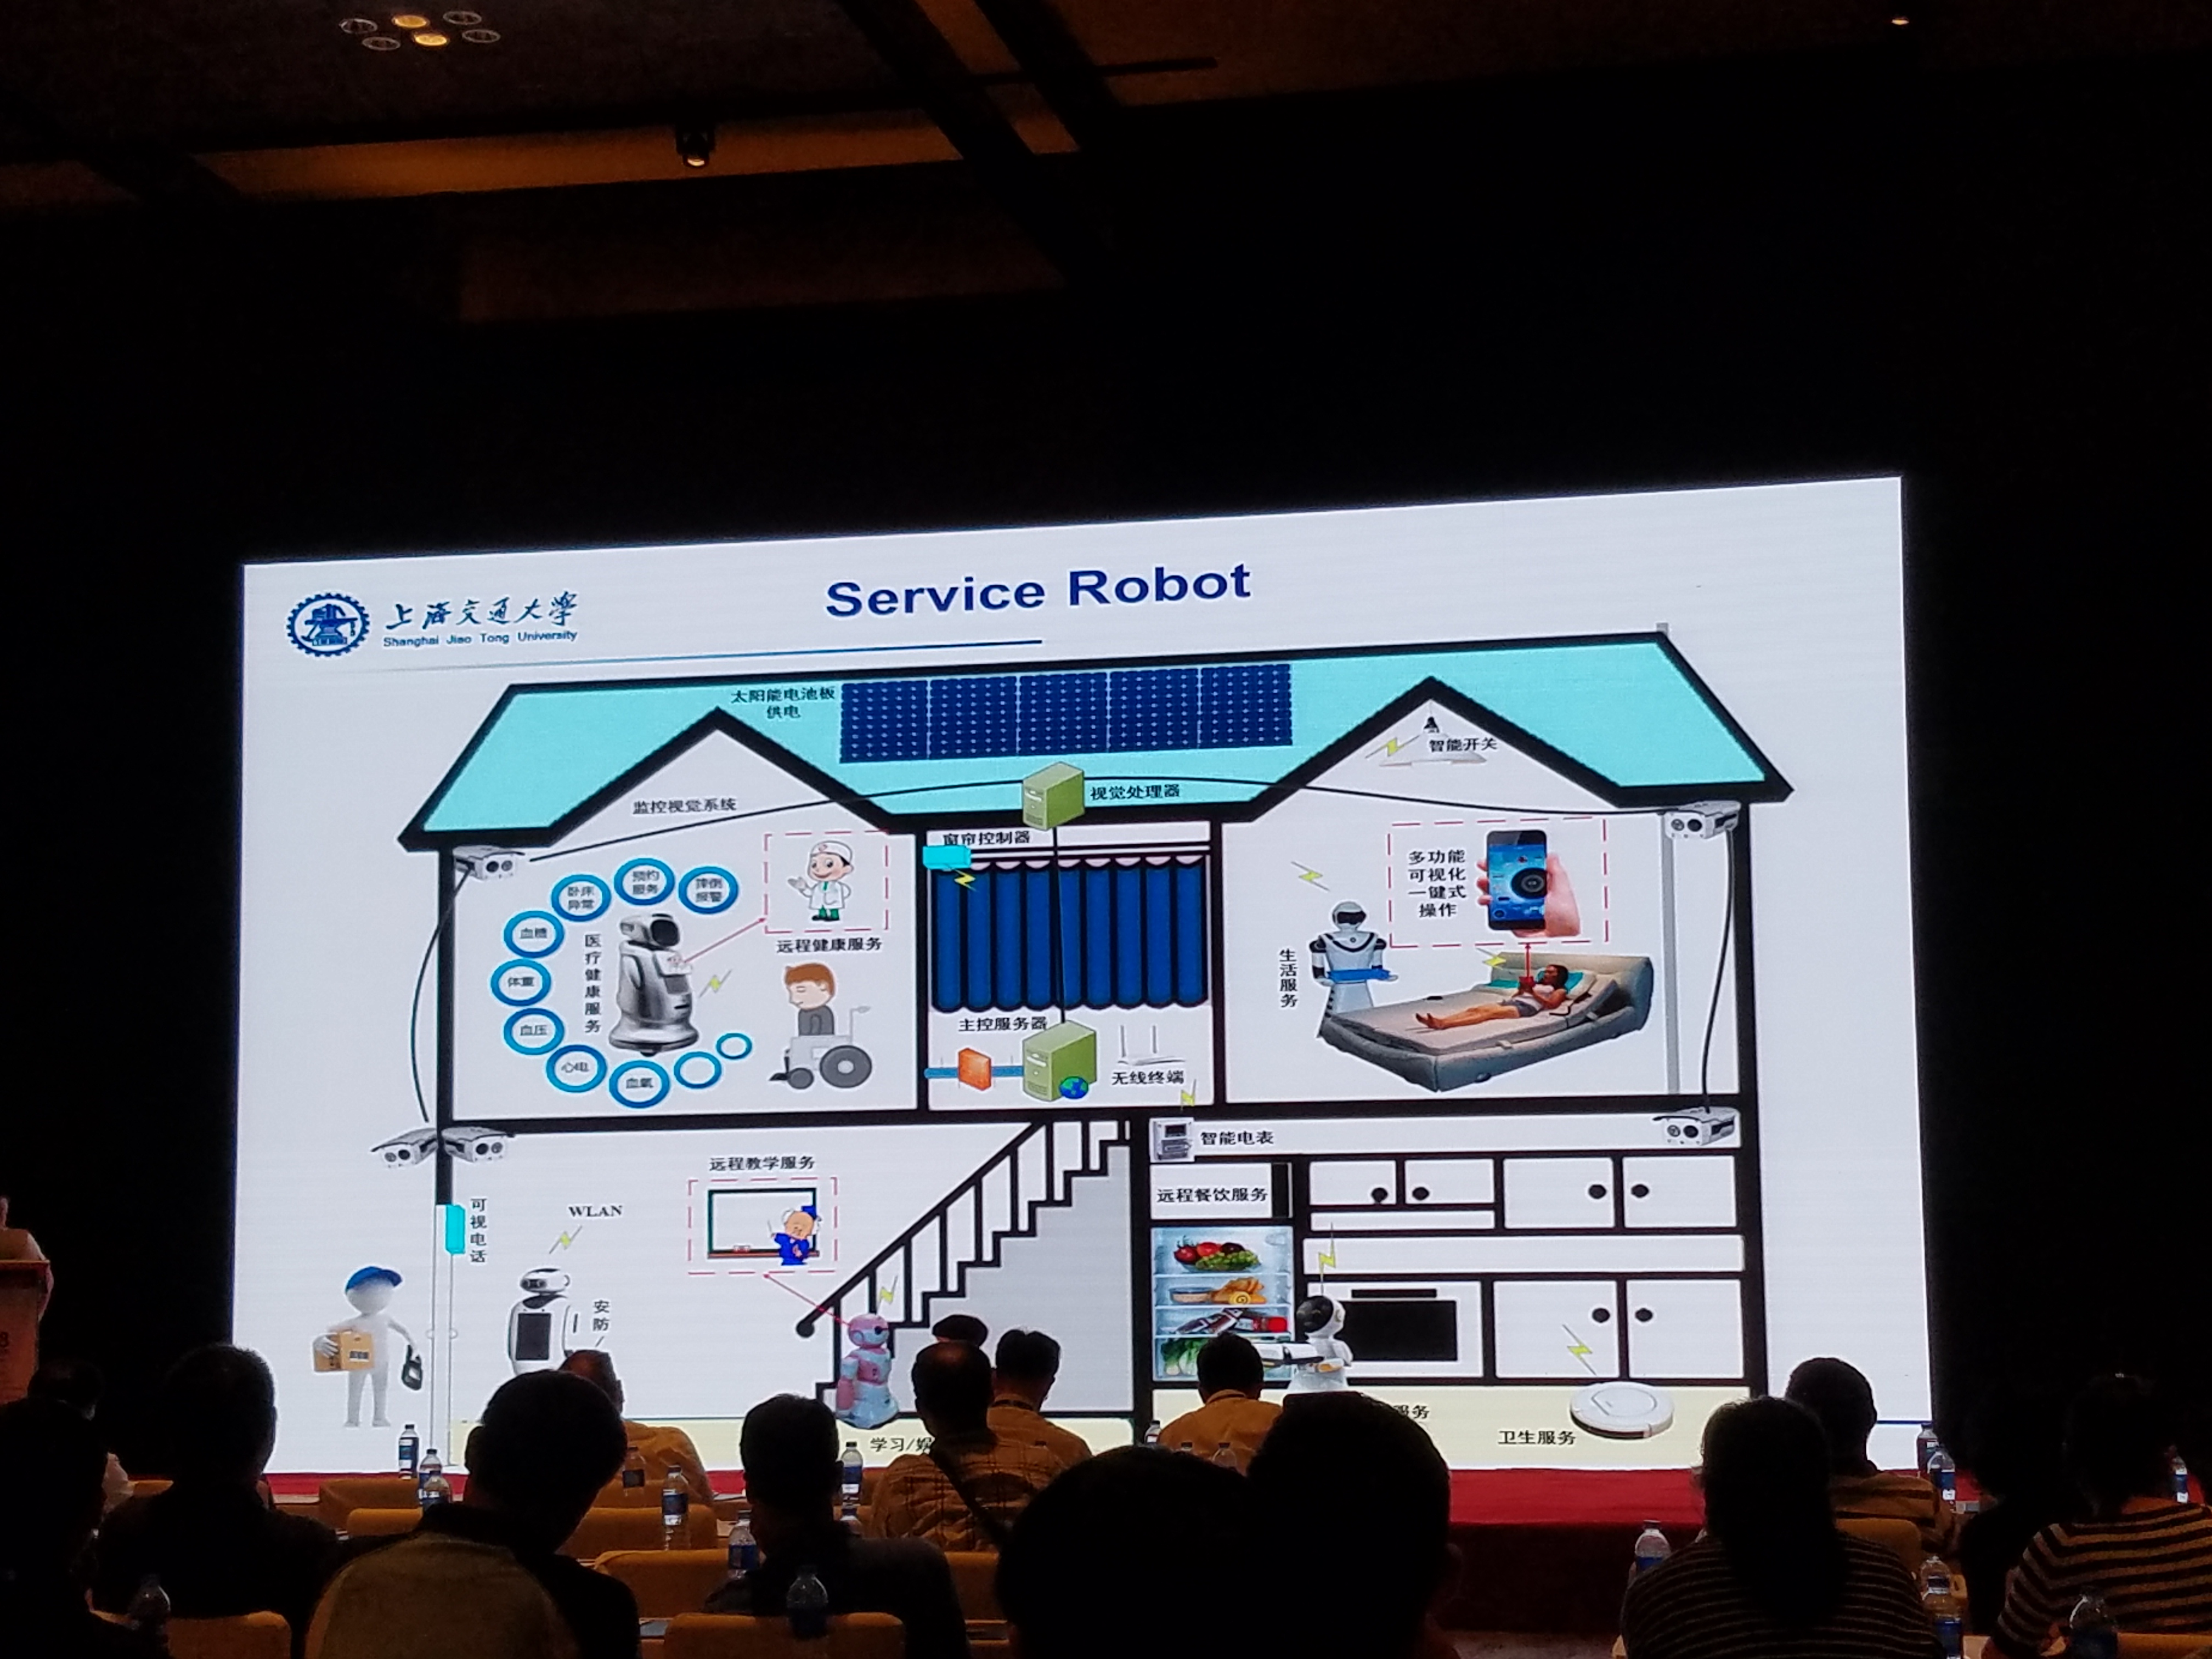 Service Robot
上海交通大学
Shanghai Jiao Tong University
太阳能电池板
供电
智能开关
监控视觉系统
视觉处理器
窗帘控制器
多功能
可视化
一键式
操作
卧床
异常
预约
服务
摔倒
报警
血糖
体重
血压
心电
血氧
医疗健康服务
远程健康服务
生活服务
主控服务器
无线终端
智能电表
远程教学服务
远程餐饮服务
可视电话
WLAN
安防/
学习/娱
服务
卫生服务
8